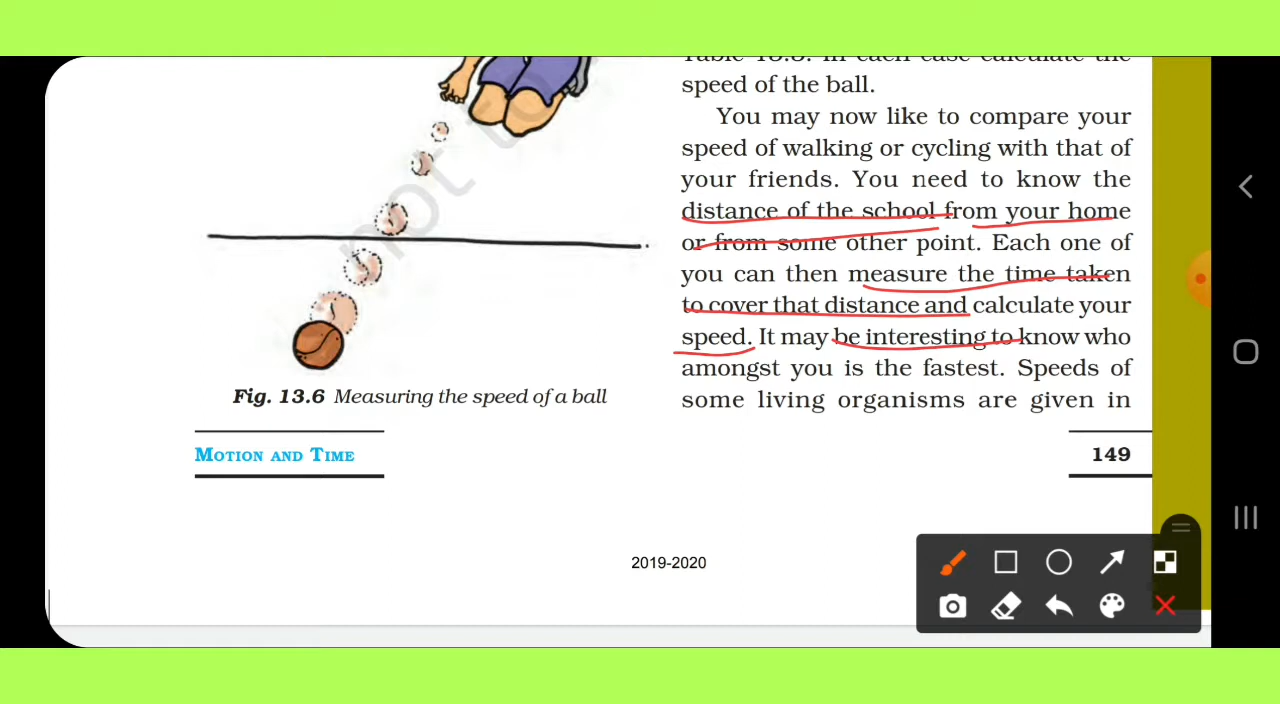 Table 13.3. In each case calculate the
speed of the ball.
You may now like to compare your
speed of walking or cycling with that of
your friends. You need to know the
distance of the school from your home
or from some other point. Each one of
you can then measure the time taken
to cover that distance and calculate your
speed. It may be interesting to know who
amongst you is the fastest. Speeds of
some living organisms are given in
not to
Fig. 13.6 Measuring the speed of a ball
MOTION AND TIME
149
2019-2020